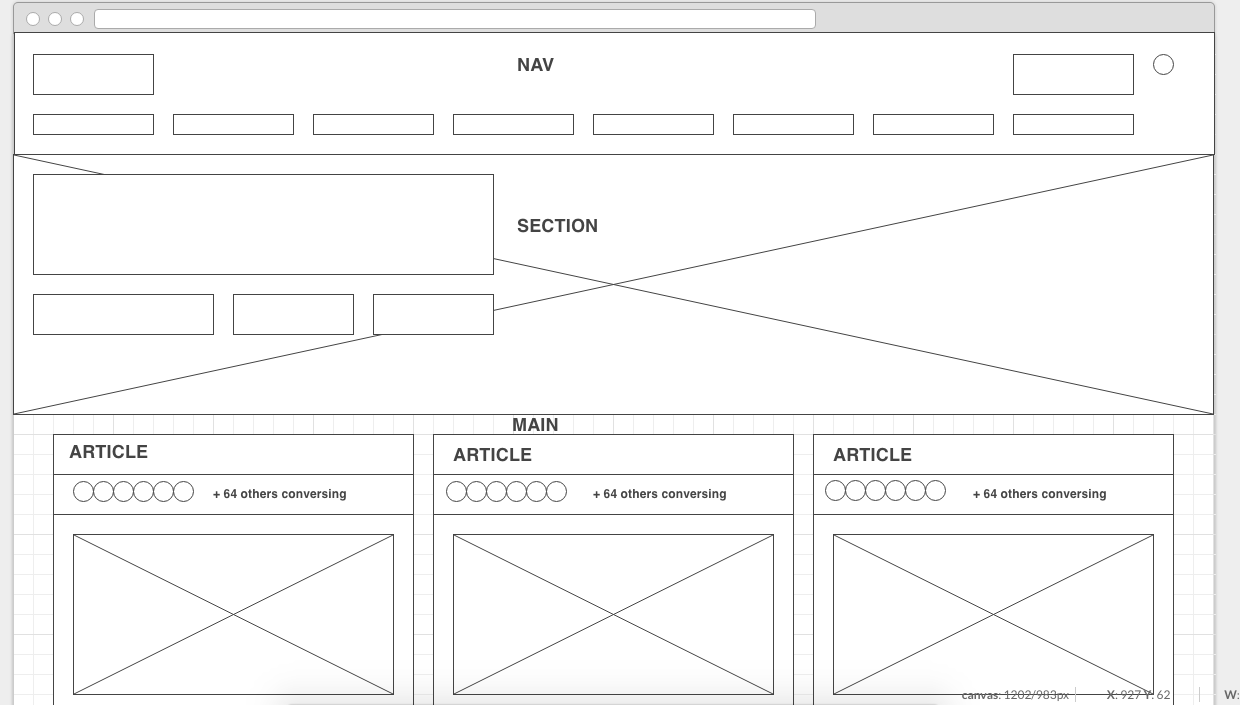 NAV
SECTION
MAIN
ARTICLE
ARTICLE
ARTICLE
+ 64 others conversing
+ 64 others conversing
+ 64 others conversing
canvas: 1202/983px
X: 927 Y: 62
W: